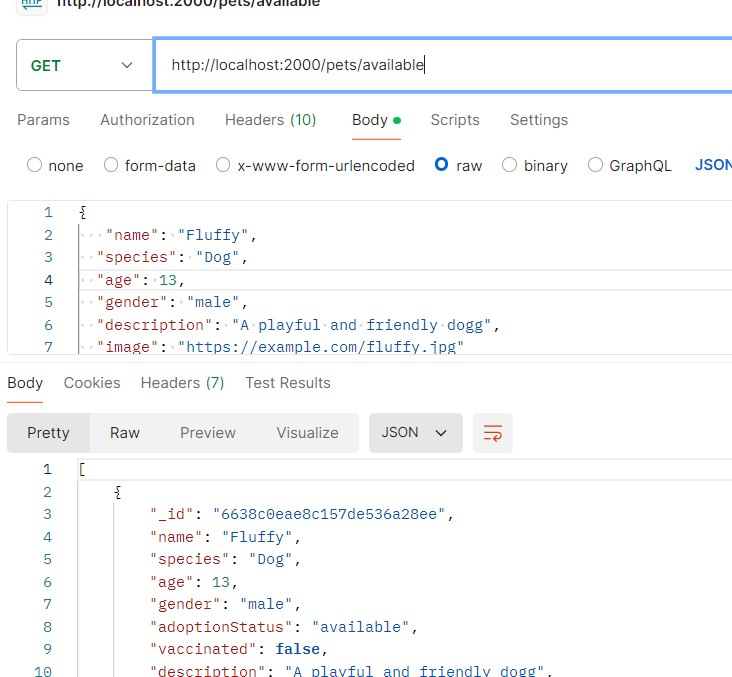 HTTP http://localhost:2000/pets/available
GET http://localhost:2000/pets/available
Params Authorization Headers (10) Body Scripts Settings
none form-data x-www-form-urlencoded raw binary GraphQL JSON
1 {
2 "name": "Fluffy",
3 "species": "Dog",
4 "age": 13,
5 "gender": "male",
6 "description": "A playful and friendly dogg",
7 "image": "https://example.com/fluffy.jpg"
Body Cookies Headers (7) Test Results
Pretty Raw Preview Visualize JSON
1 [
2 {
3 "_id": "6638c0eae8c157de536a28ee",
4 "name": "Fluffy",
5 "species": "Dog",
6 "age": 13,
7 "gender": "male",
8 "adoptionStatus": "available",
9 "vaccinated": false,
10 "description": "A playful and friendly dogg",